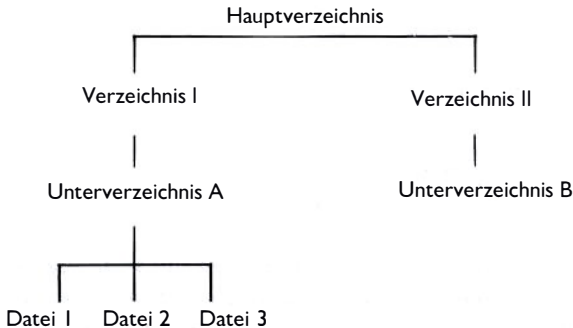 Hauptverzeichnis
Verzeichnis I Verzeichnis II
Unterverzeichnis A Unterverzeichnis B
Datei 1 Datei 2 Datei 3